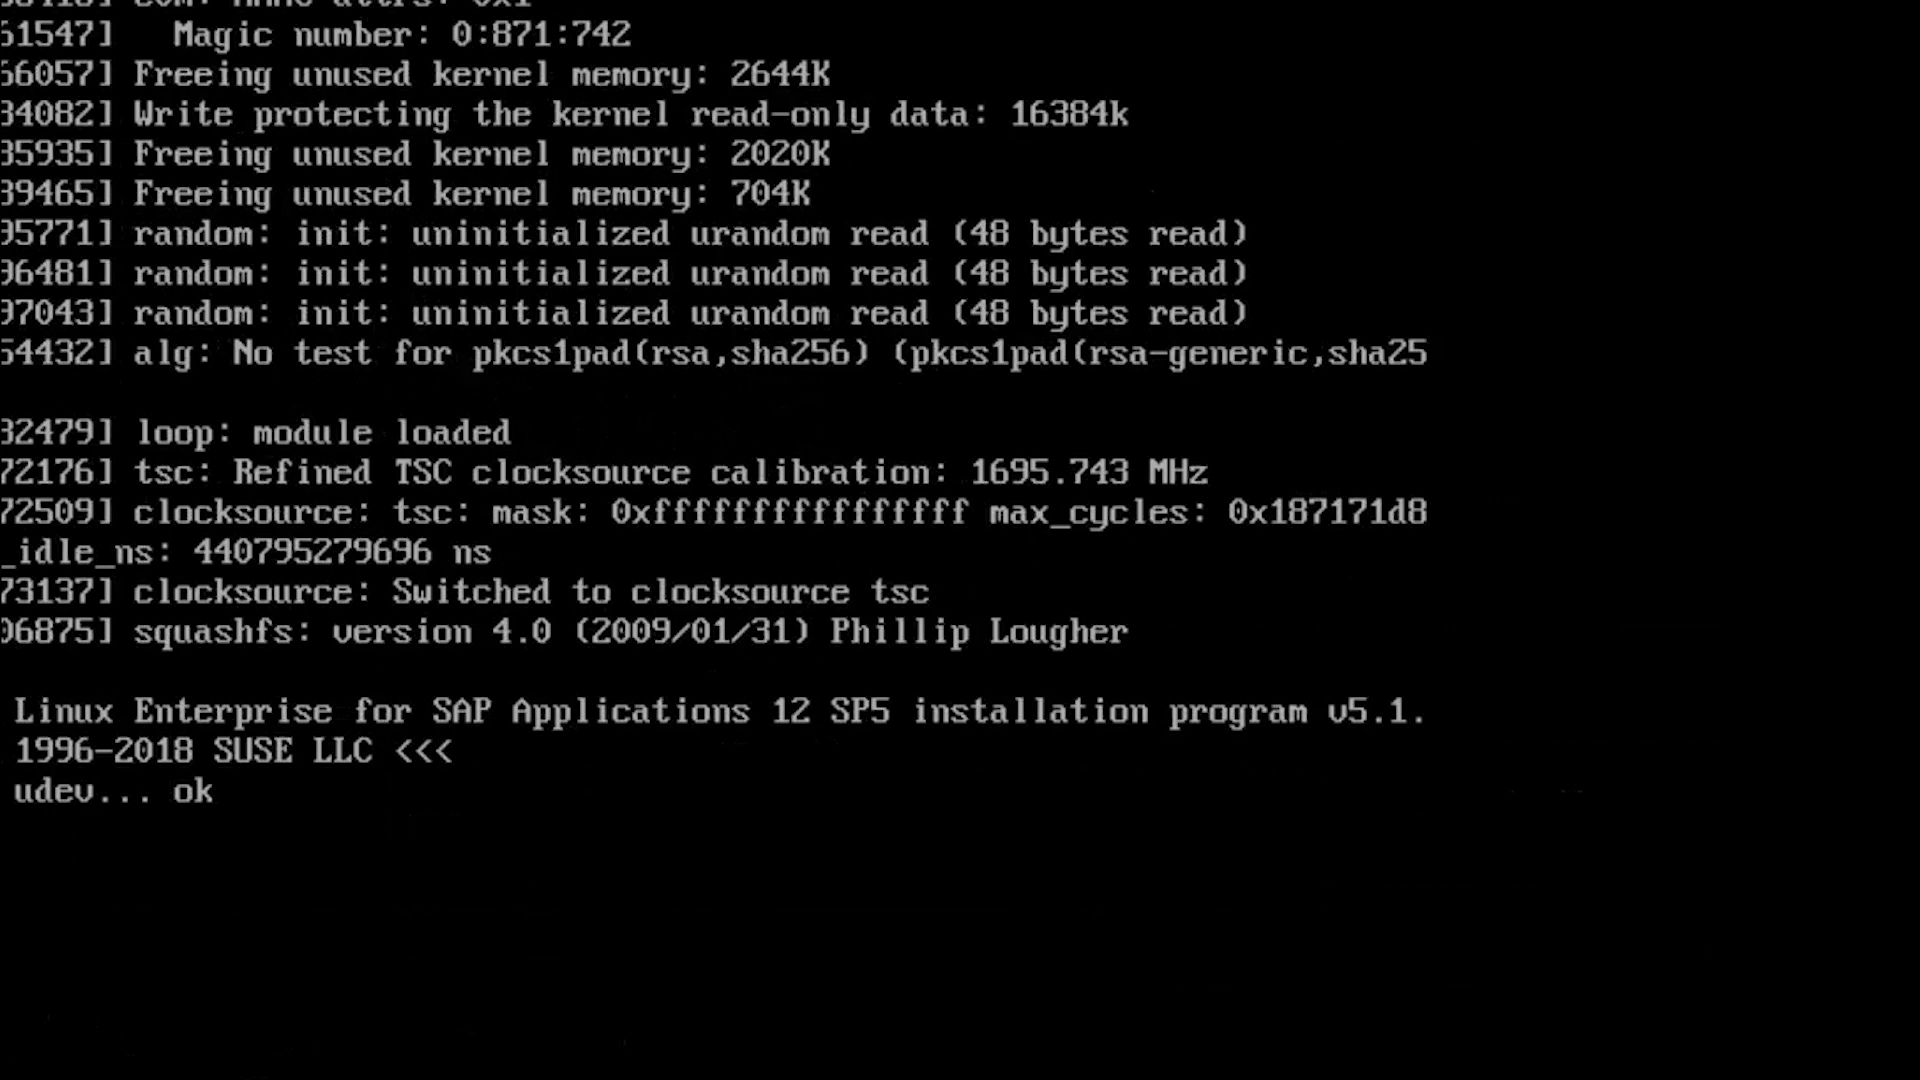 61547]   Magic number: 0:871:742
66057] Freeing unused kernel memory: 2644K
84082] Write protecting the kernel read-only data: 16384k
85935] Freeing unused kernel memory: 2020K
89465] Freeing unused kernel memory: 704K
95771] random: init: uninitialized urandom read (48 bytes read)
96481] random: init: uninitialized urandom read (48 bytes read)
97043] random: init: uninitialized urandom read (48 bytes read)
54432] alg: No test for pkcs1pad(rsa,sha256) (pkcs1pad(rsa-generic,sha25
32479] loop: module loaded
72176] tsc: Refined TSC clocksource calibration: 1695.743 MHz
72509] clocksource: tsc: mask: 0xffffffffffffffff max_cycles: 0x187171d8
_idle_ns: 440795279696 ns
73137] clocksource: Switched to clocksource tsc
06875] squashfs: version 4.0 (2009/01/31) Phillip Lougher
Linux Enterprise for SAP Applications 12 SP5 installation program v5.1.
1996-2018 SUSE LLC <<<
udev... ok